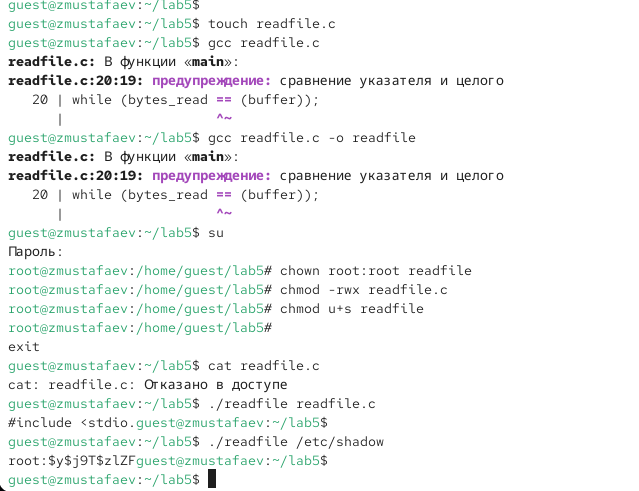 guest@zmustafaev:~/lab5$
guest@zmustafaev:~/lab5$ touch readfile.c
guest@zmustafaev:~/lab5$ gcc readfile.c
readfile.c: В функции «main»:
readfile.c:20:19: предупреждение: сравнение указателя и целого
   20 | while (bytes_read == (buffer));
      |                   ^~
guest@zmustafaev:~/lab5$ gcc readfile.c -o readfile
readfile.c: В функции «main»:
readfile.c:20:19: предупреждение: сравнение указателя и целого
   20 | while (bytes_read == (buffer));
      |                   ^~
guest@zmustafaev:~/lab5$ su
Пароль:
root@zmustafaev:/home/guest/lab5# chown root:root readfile
root@zmustafaev:/home/guest/lab5# chmod -rwx readfile.c
root@zmustafaev:/home/guest/lab5# chmod u+s readfile
root@zmustafaev:/home/guest/lab5#
exit
guest@zmustafaev:~/lab5$ cat readfile.c
cat: readfile.c: Отказано в доступе
guest@zmustafaev:~/lab5$ ./readfile readfile.c
#include <stdio.guest@zmustafaev:~/lab5$
guest@zmustafaev:~/lab5$ ./readfile /etc/shadow
root:$y$j9T$zlZFguest@zmustafaev:~/lab5$
guest@zmustafaev:~/lab5$